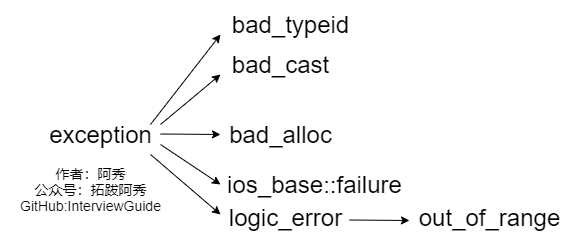 bad_typeid
bad_cast
exception
bad_alloc
作者：阿秀
公众号：拓跋阿秀
GitHub:InterviewGuide
ios_base::failure
logic_error
out_of_range